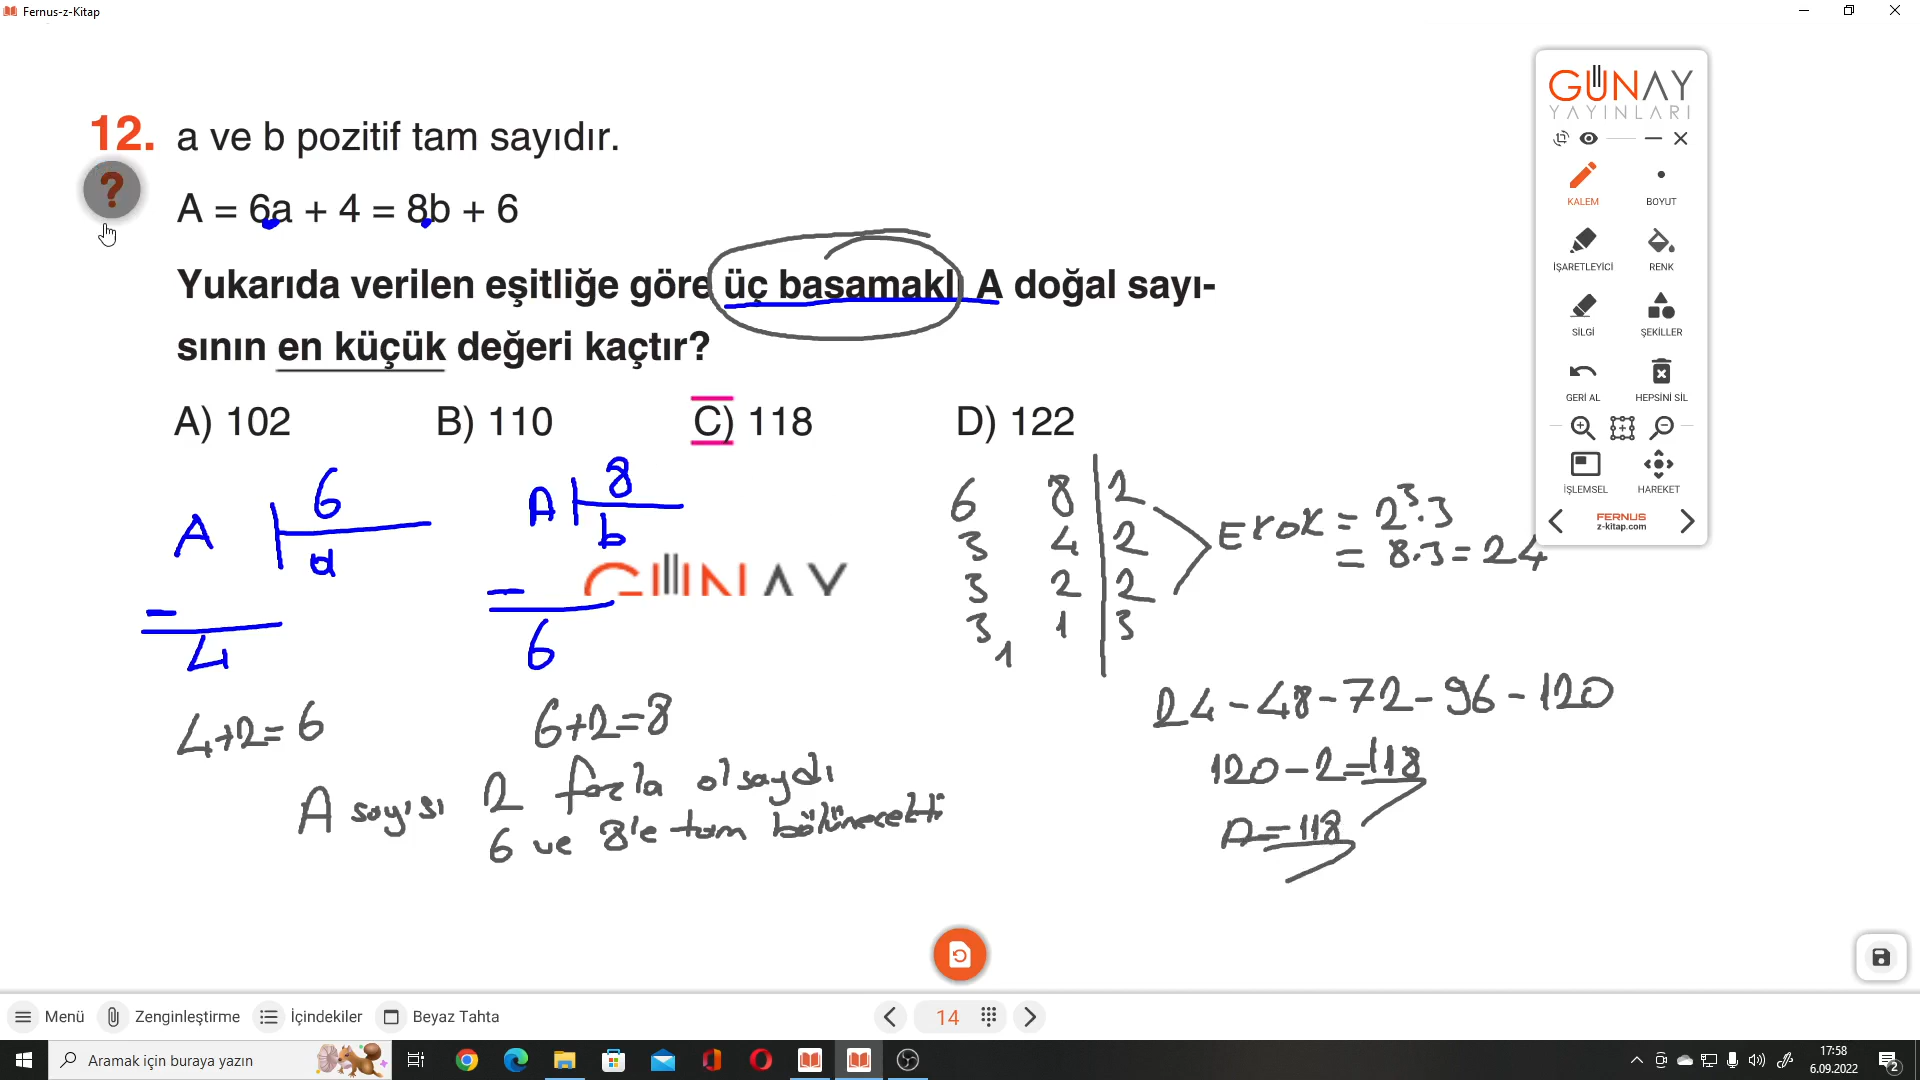 Fernus-z-Kitap
12. a ve b pozitif tam sayıdır.
?
A = 6a + 4 = 8b + 6
Yukarıda verilen eşitliğe göre üç basamaklı A doğal sayı-
sının en küçük değeri kaçtır?
A) 102 B) 110 C) 118 D) 122
A 6
a
4
A 8
b
6
GÜNAY
4+2=6
6+2=8
A sayısı 2 fazla olsaydı
6 ve 8'e tam bölünecekti
6 8 2
3 4 2
3 2 2
3 1 3
1
EKOK = 2³.3
= 8.3 = 24
24 - 48 - 72 - 96 - 120
120 - 2 = 118
A = 118
GÜNAY
YAYINLARI
KALEM BOYUT
İŞARETLEYİCİ RENK
SİLGİ ŞEKİLLER
GERİ AL HEPSİNİ SİL
İŞLEMSEL HAREKET
FERNUS
z-kitap.com
Menü Zenginleştirme İçindekiler Beyaz Tahta 14
Aramak için buraya yazın
17:58
6.09.2022
2